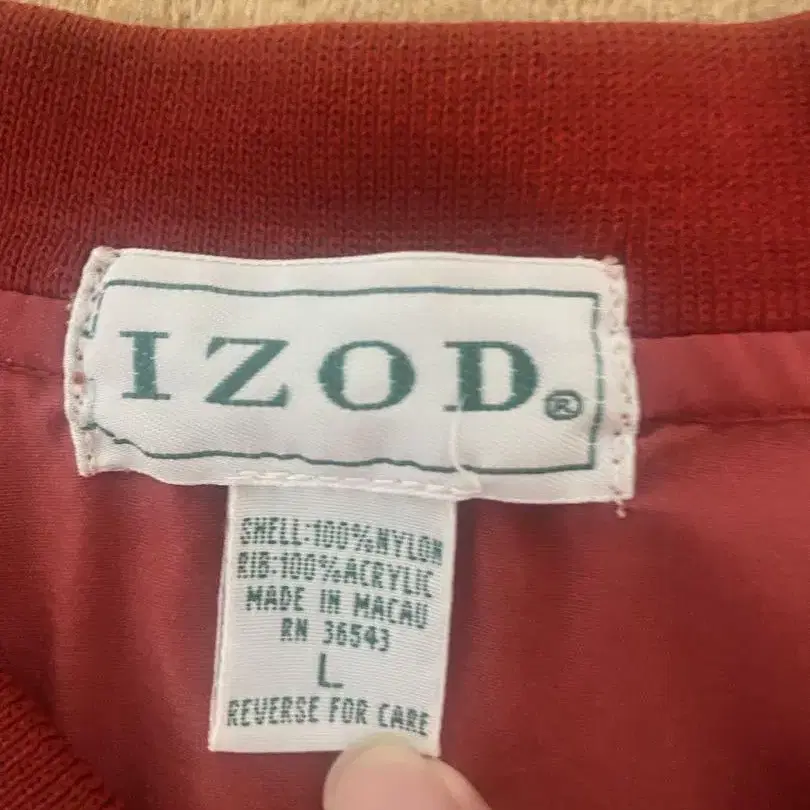 IZOD®
SHELL:100%NYLON
RIB:100%ACRYLIC
MADE IN MACAU
RN 36543
L
REVERSE FOR CARE